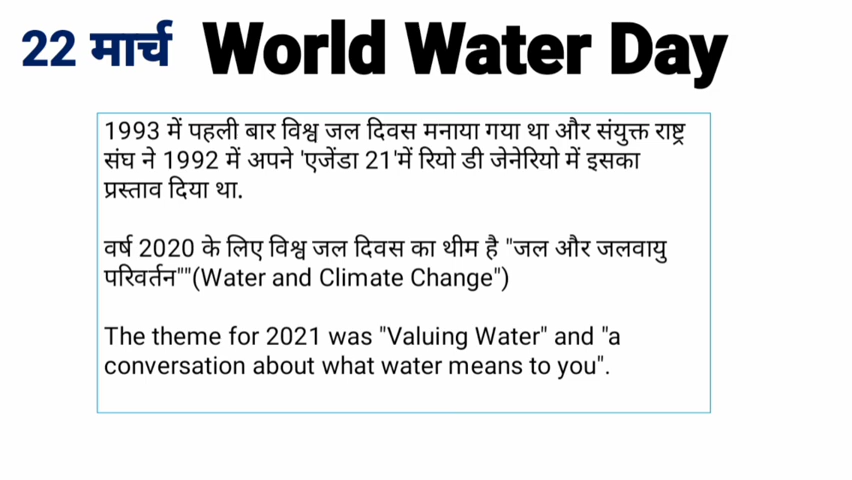 22 मार्च World Water Day
1993 में पहली बार विश्व जल दिवस मनाया गया था और संयुक्त राष्ट्र
संघ ने 1992 में अपने 'एजेंडा 21'में रियो डी जेनेरियो में इसका
प्रस्ताव दिया था.
वर्ष 2020 के लिए विश्व जल दिवस का थीम है "जल और जलवायु
परिवर्तन""(Water and Climate Change")
The theme for 2021 was "Valuing Water" and "a
conversation about what water means to you".